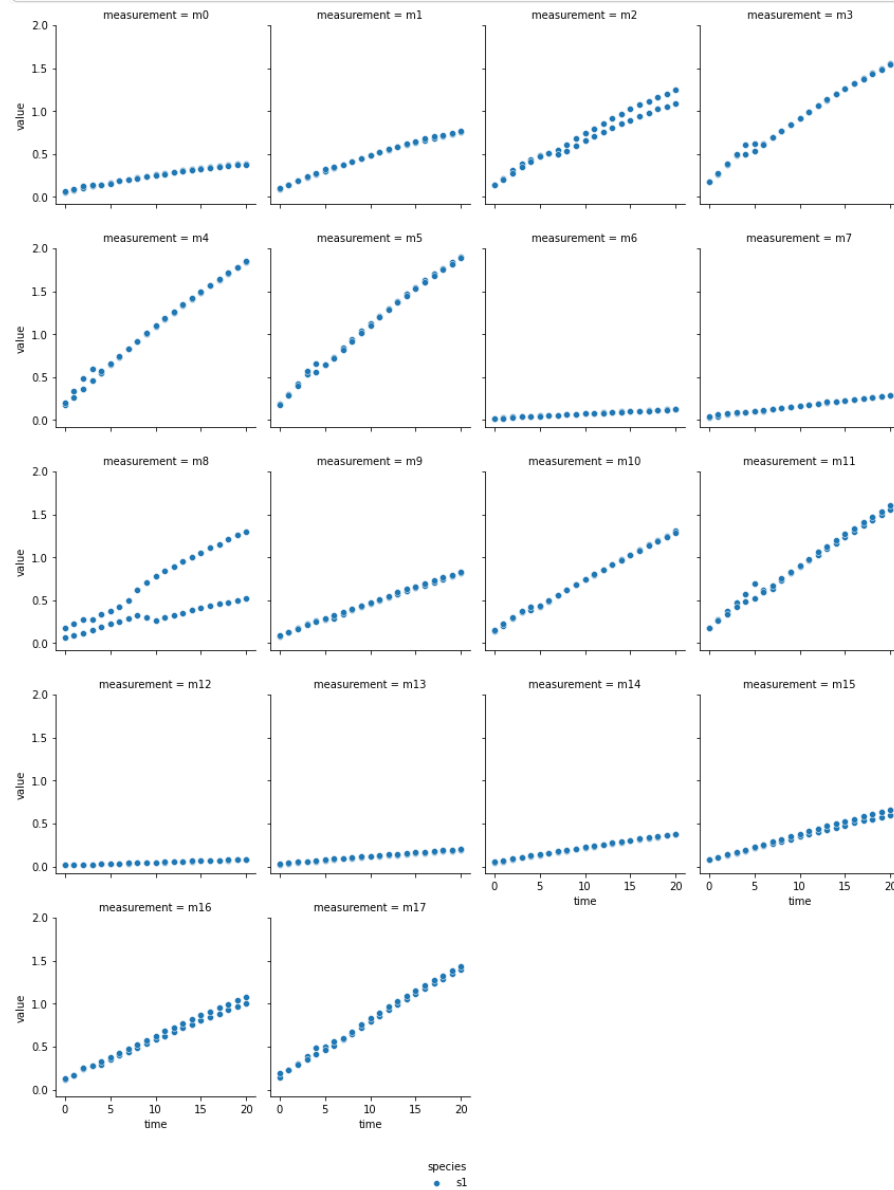 measurement = m0 measurement = m1 measurement = m2 measurement = m3
2.0
1.5
1.0
0.5
0.0
value
measurement = m4 measurement = m5 measurement = m6 measurement = m7
2.0
1.5
1.0
0.5
0.0
value
measurement = m8 measurement = m9 measurement = m10 measurement = m11
2.0
1.5
1.0
0.5
0.0
value
measurement = m12 measurement = m13 measurement = m14 measurement = m15
2.0
1.5
1.0
0.5
0.0
value
0 5 10 15 20 0 5 10 15 20
time time
measurement = m16 measurement = m17
2.0
1.5
1.0
0.5
0.0
value
0 5 10 15 20 0 5 10 15 20
time time
species
s1